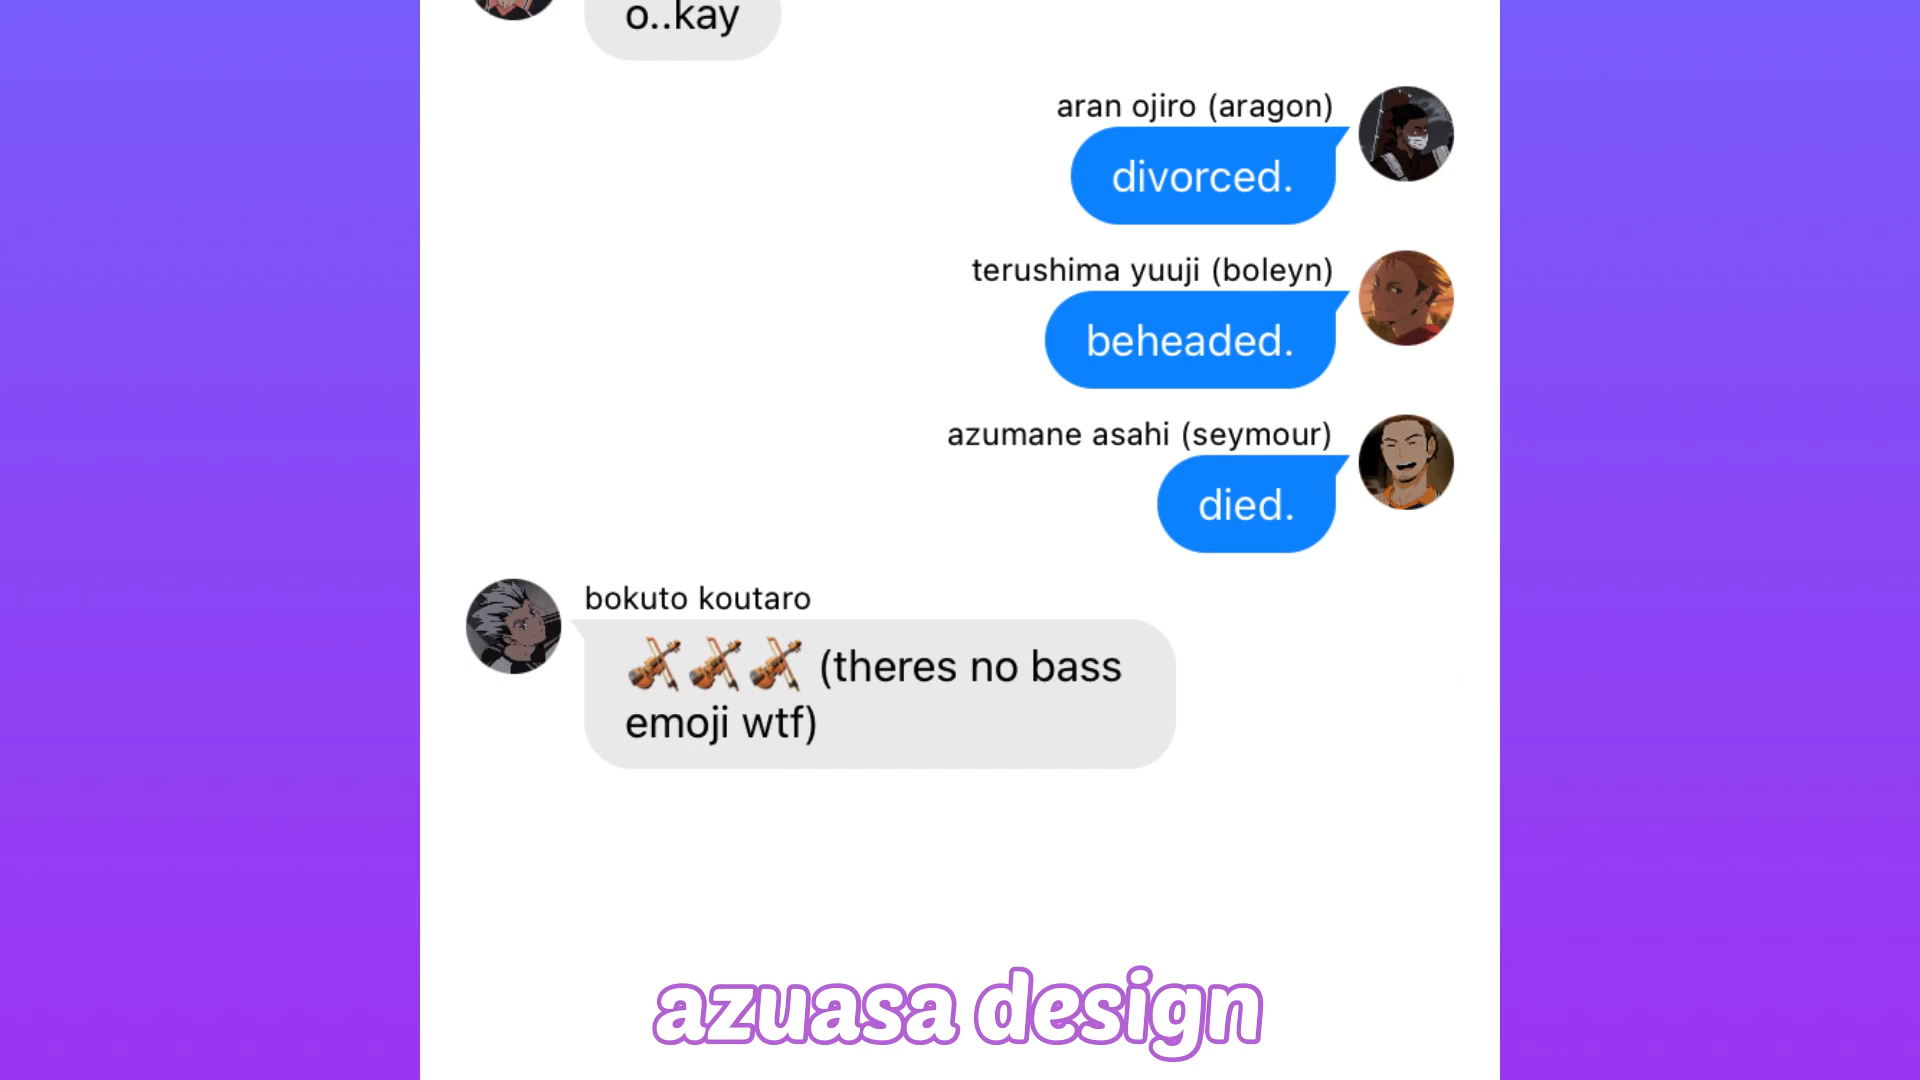 o..kay
aran ojiro (aragon)
divorced.
terushima yuuji (boleyn)
beheaded.
azumane asahi (seymour)
died.
bokuto koutaro
🎻🎻🎻 (theres no bass
emoji wtf)
azuasa design